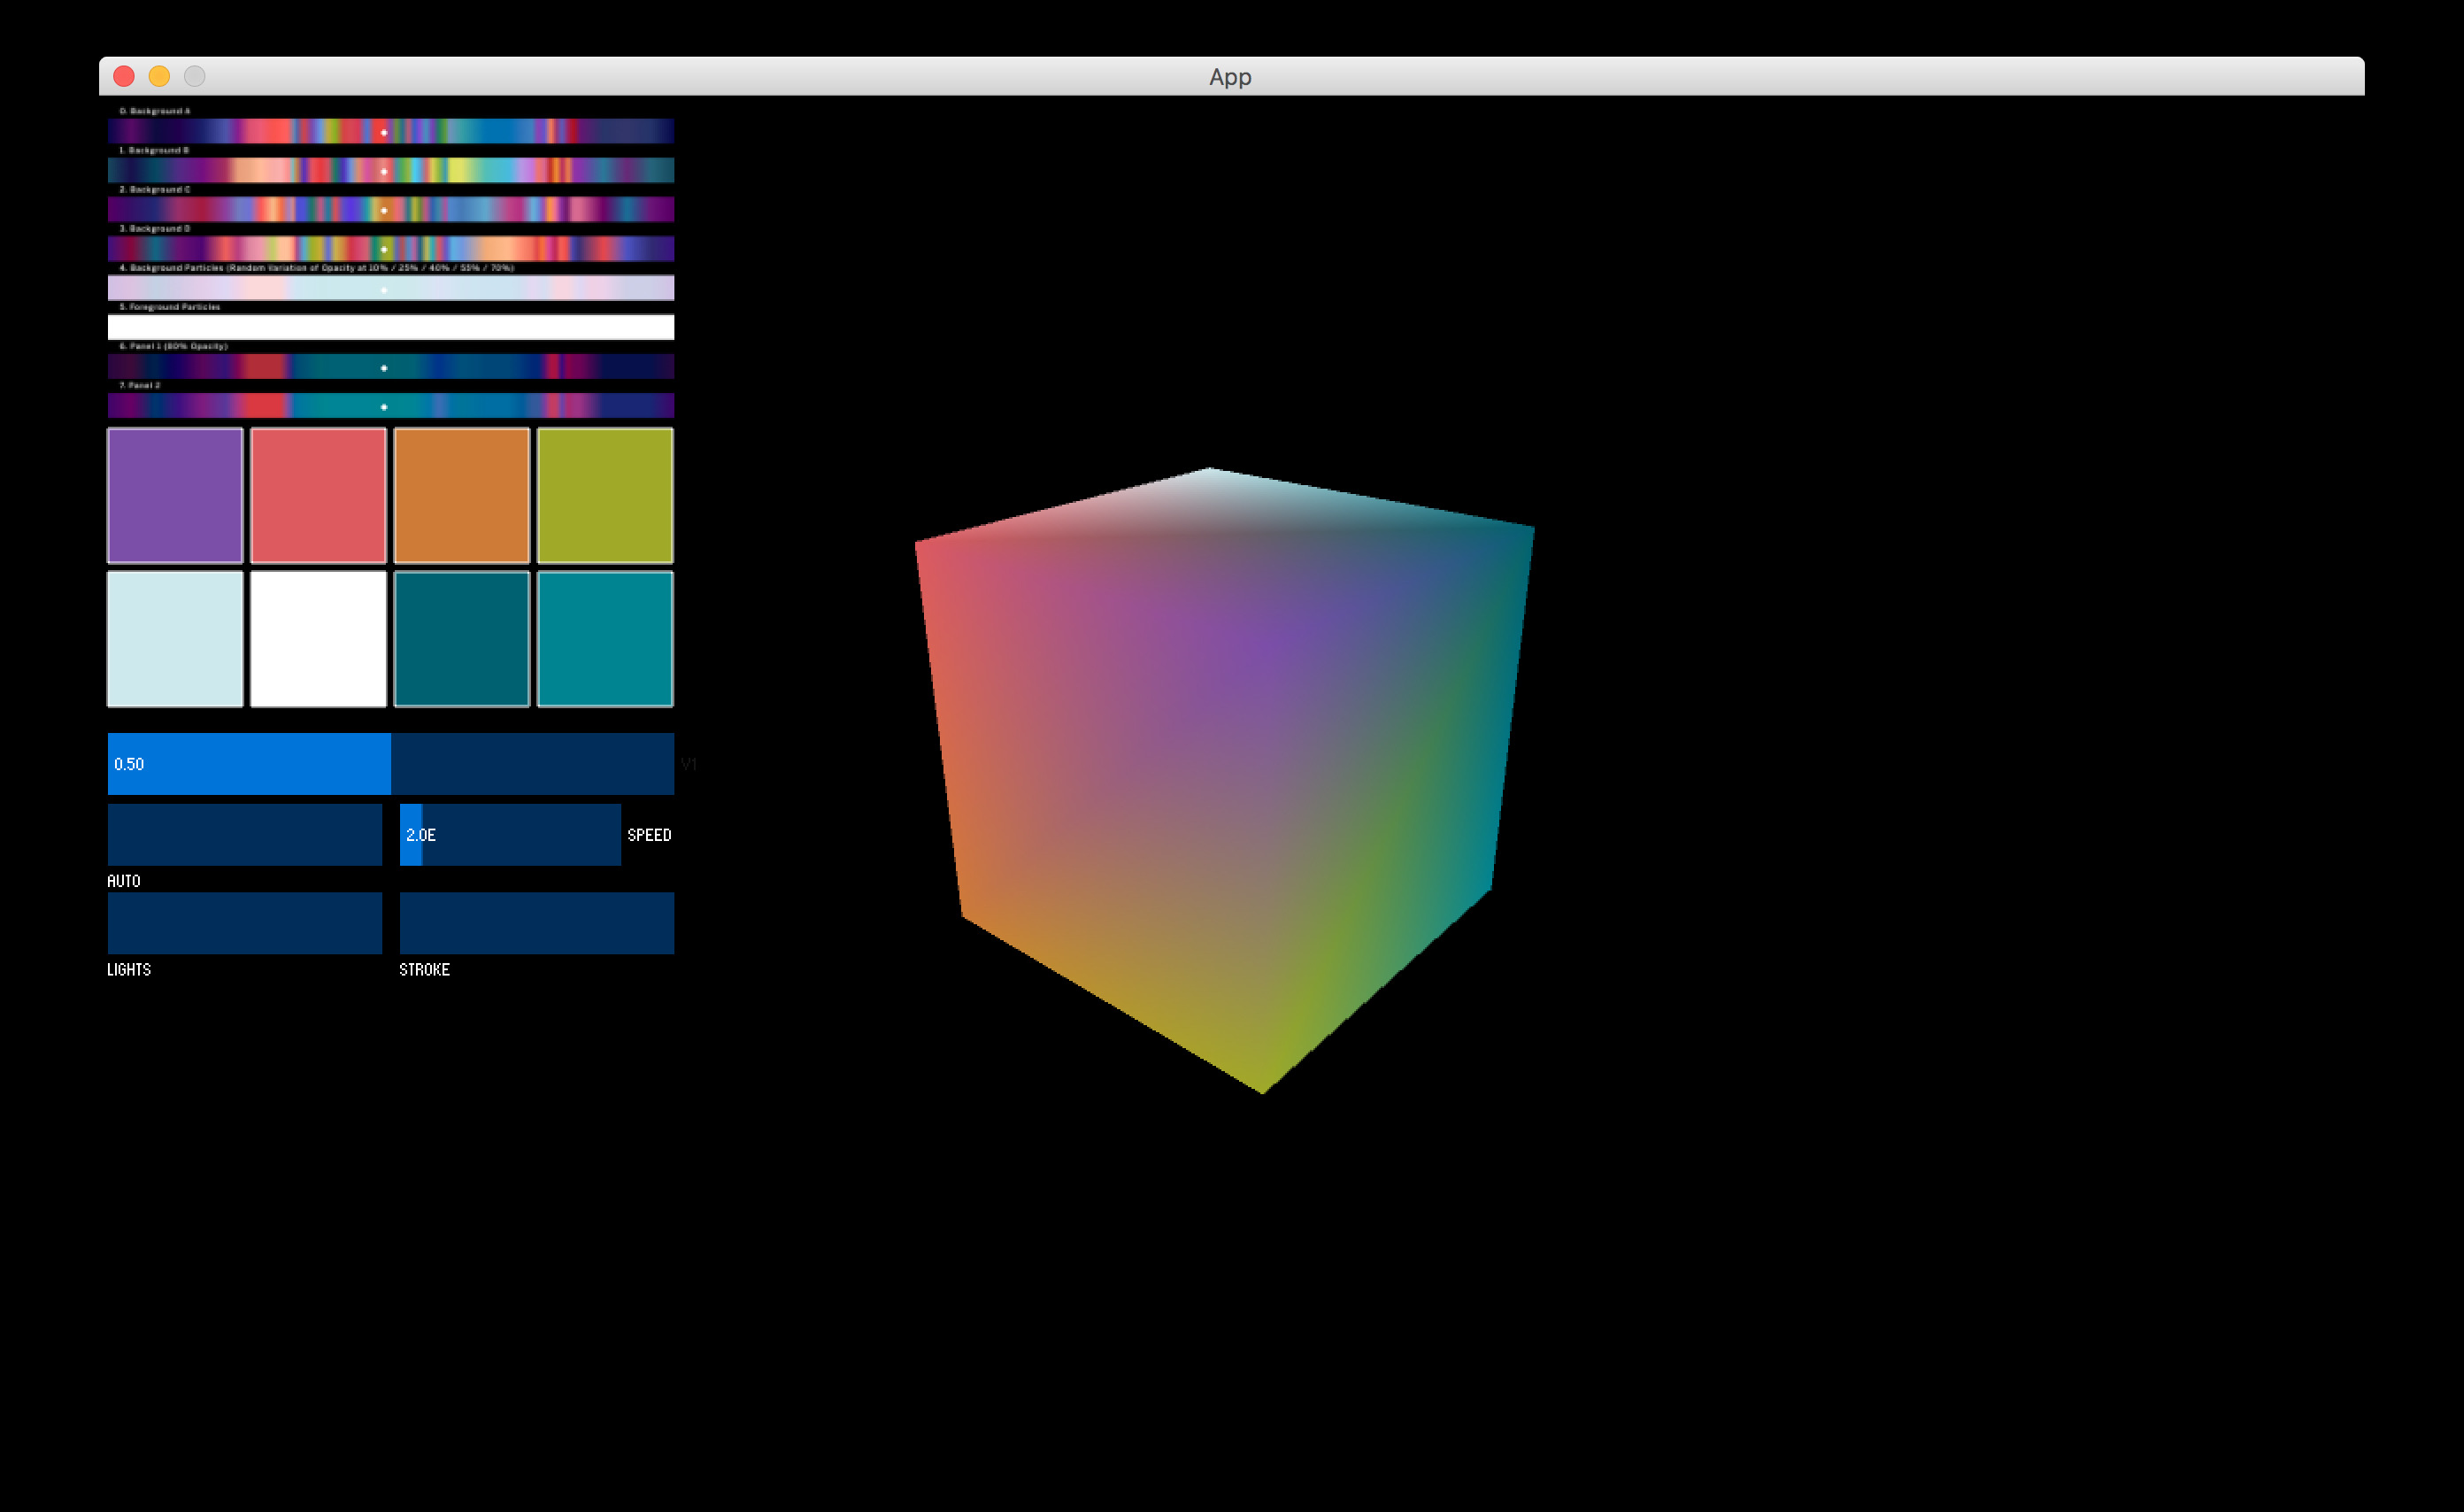 App
0. Background A
1. Background B
2. Background C
3. Background D
4. Background Particles (Random Variation of Opacity at 10% / 25% / 40% / 55% / 70%)
5. Foreground Particles
6. Panel 1 (80% Opacity)
7. Panel 2
0.50 V1
2.0E SPEED
AUTO
LIGHTS STROKE